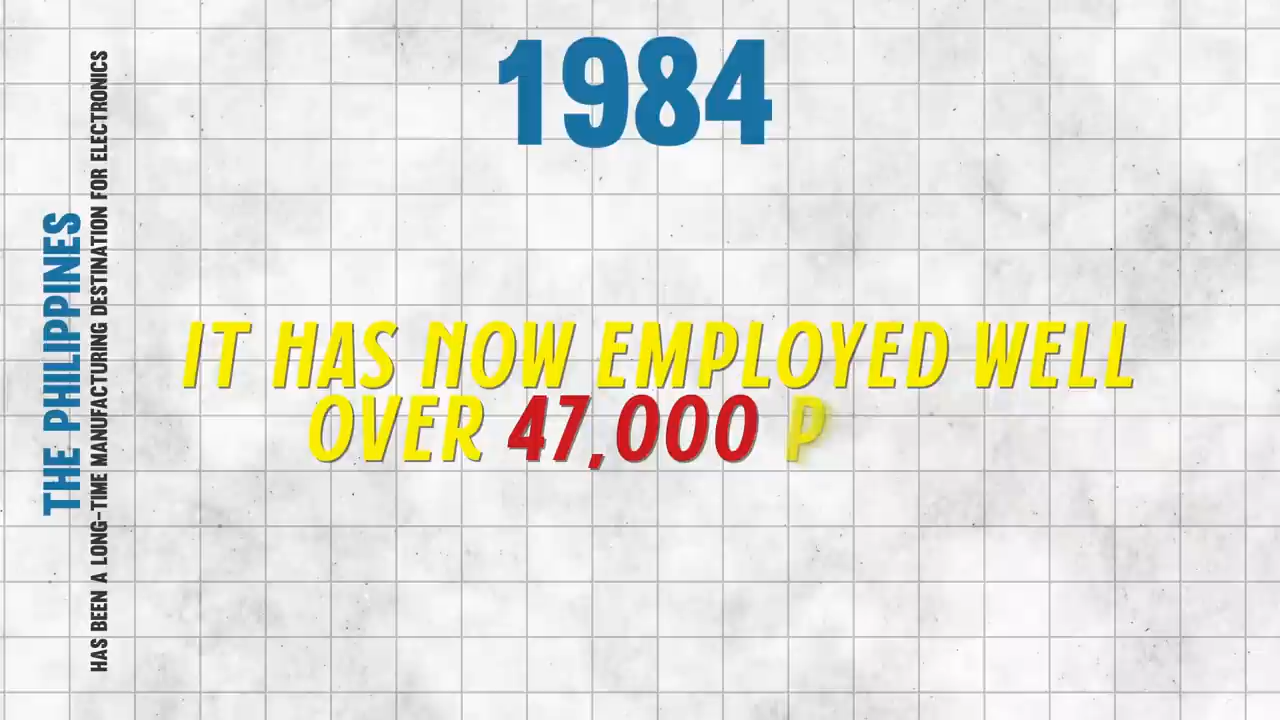 1984
THE PHILIPPINES
HAS BEEN A LONG-TIME MANUFACTURING DESTINATION FOR ELECTRONICS
IT HAS NOW EMPLOYED WELL
OVER 47,000 P